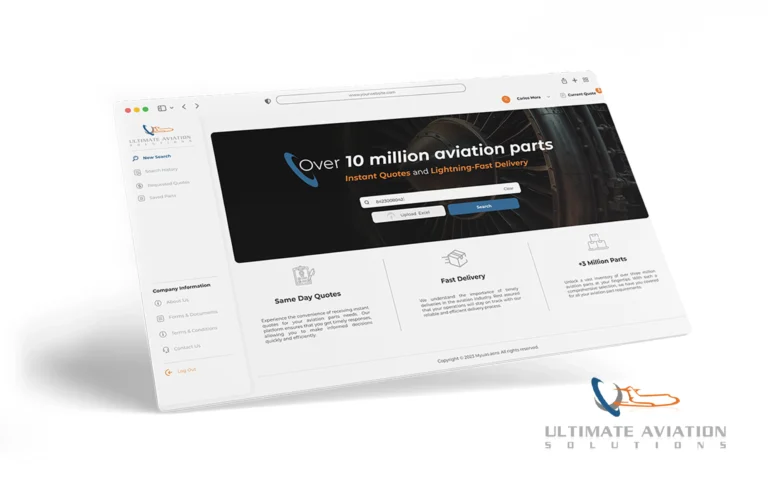 www.yourwebsite.com
Carlos Mora
Current Quote
ULTIMATE AVIATION
SOLUTIONS
New Search
Search History
Requested Quotes
Saved Parts
Over 10 million aviation parts
Instant Quotes and Lightning-Fast Delivery
Clear
Upload Excel
Search
Same Day Quotes
Experience the convenience of receiving instant
quotes for your aviation parts needs. Our
platform ensures that you get timely responses,
allowing you to make informed decisions
quickly and efficiently.
Fast Delivery
We understand the importance of timely
deliveries in the aviation industry. Rest assured
that your operations will stay on track with our
reliable and efficient delivery process.
+3 Million Parts
Unlock a vast inventory of over three million
aviation parts at your fingertips. With such a
comprehensive selection, we have you covered
for all your aviation part requirements.
Company Information
About Us
Forms & Documents
Terms & Conditions
Contact Us
Log Out
Copyright © 2023 All rights reserved.
ULTIMATE AVIATION
SOLUTIONS